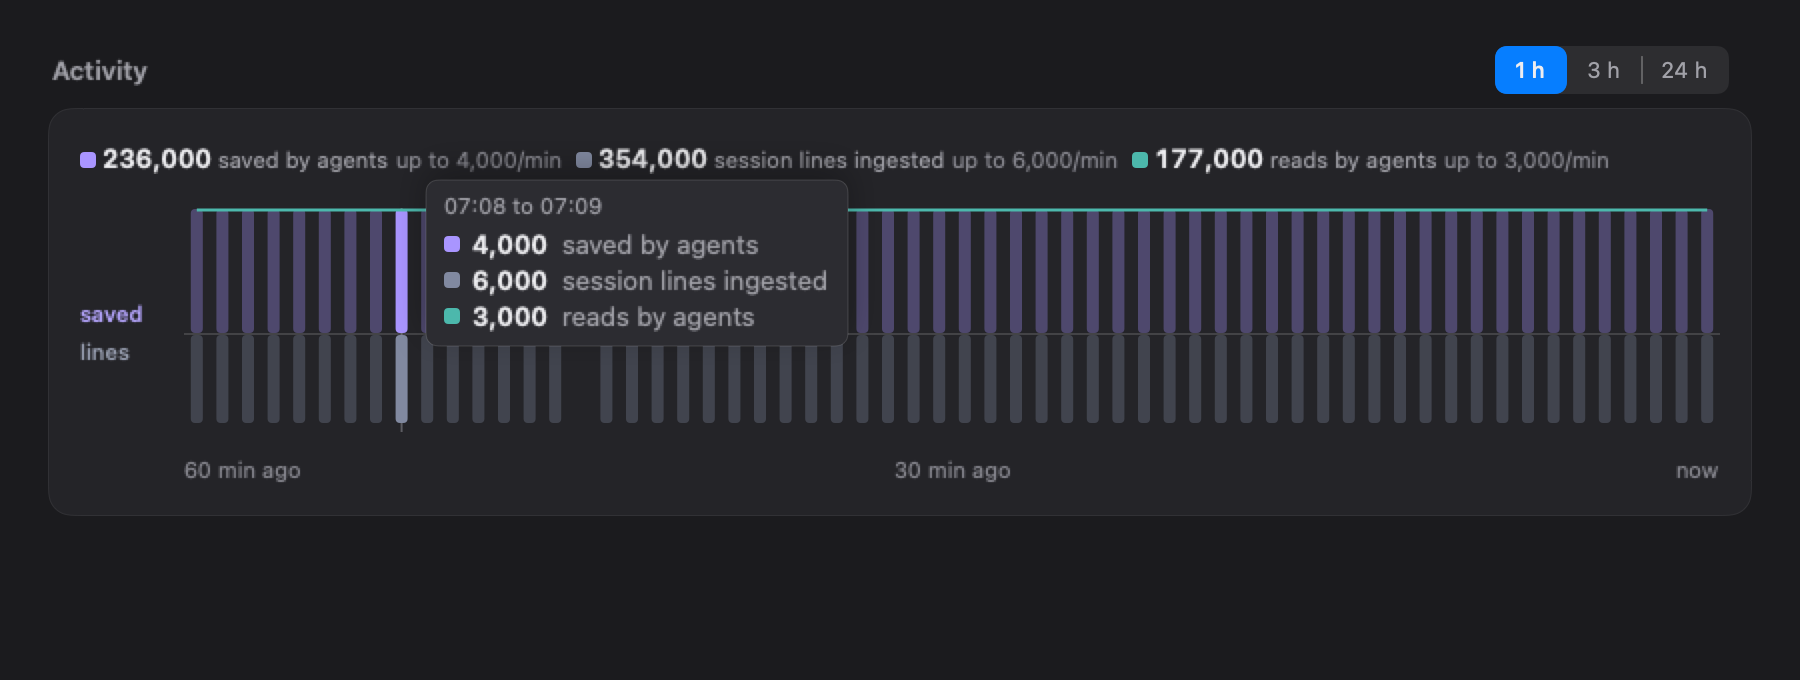 Activity
1 h 3 h 24 h
236,000 saved by agents up to 4,000/min 354,000 session lines ingested up to 6,000/min 177,000 reads by agents up to 3,000/min
07:08 to 07:09
4,000 saved by agents
6,000 session lines ingested
3,000 reads by agents
saved
lines
60 min ago 30 min ago now